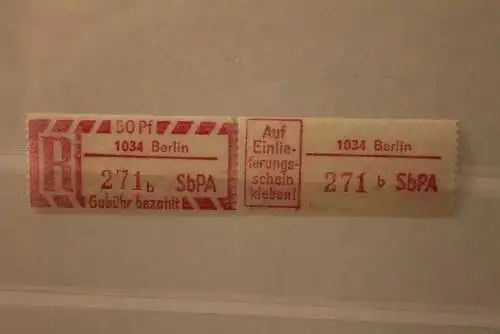 50 Pf
R
1034 Berlin
271 b SbPA
Gebühr bezahlt
Auf
Einlie-
ferungs-
schein
kleben!
1034 Berlin
271 b SbPA